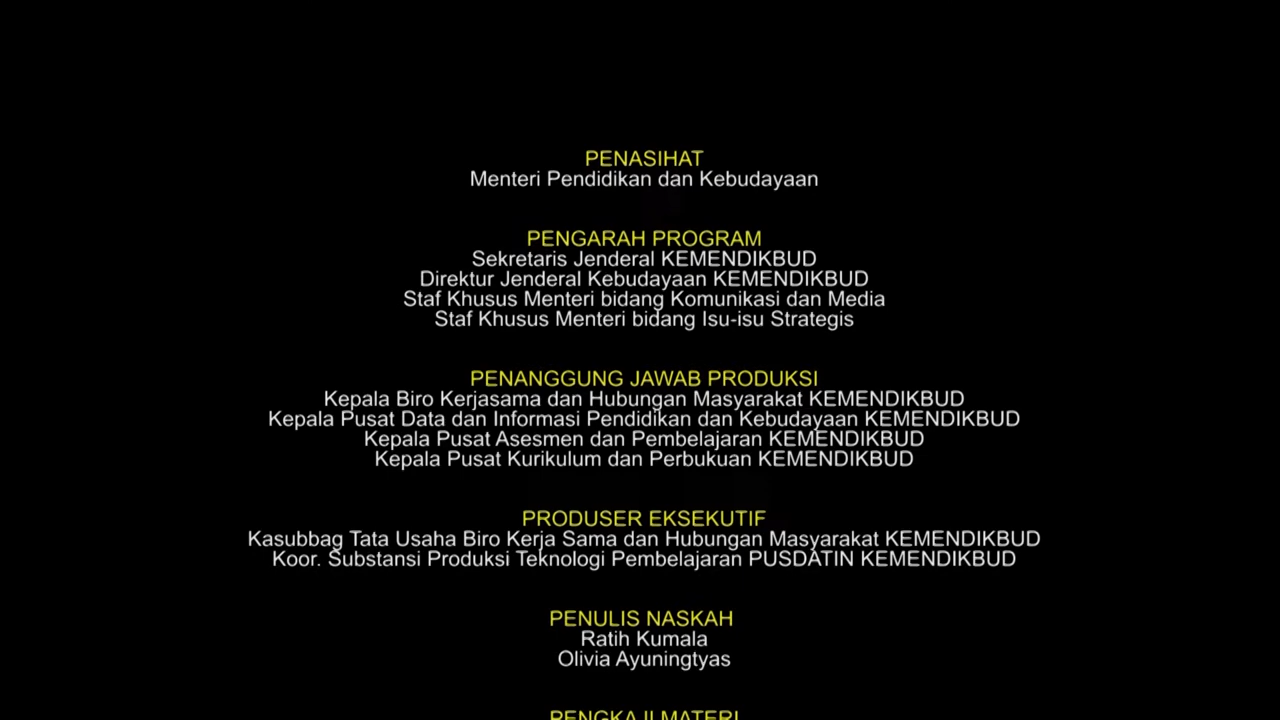 PENASIHAT
Menteri Pendidikan dan Kebudayaan
PENGARAH PROGRAM
Sekretaris Jenderal KEMENDIKBUD
Direktur Jenderal Kebudayaan KEMENDIKBUD
Staf Khusus Menteri bidang Komunikasi dan Media
Staf Khusus Menteri bidang Isu-isu Strategis
PENANGGUNG JAWAB PRODUKSI
Kepala Biro Kerjasama dan Hubungan Masyarakat KEMENDIKBUD
Kepala Pusat Data dan Informasi Pendidikan dan Kebudayaan KEMENDIKBUD
Kepala Pusat Asesmen dan Pembelajaran KEMENDIKBUD
Kepala Pusat Kurikulum dan Perbukuan KEMENDIKBUD
PRODUSER EKSEKUTIF
Kasubbag Tata Usaha Biro Kerja Sama dan Hubungan Masyarakat KEMENDIKBUD
Koor. Substansi Produksi Teknologi Pembelajaran PUSDATIN KEMENDIKBUD
PENULIS NASKAH
Ratih Kumala
Olivia Ayuningtyas
PENGKAJI MATERI